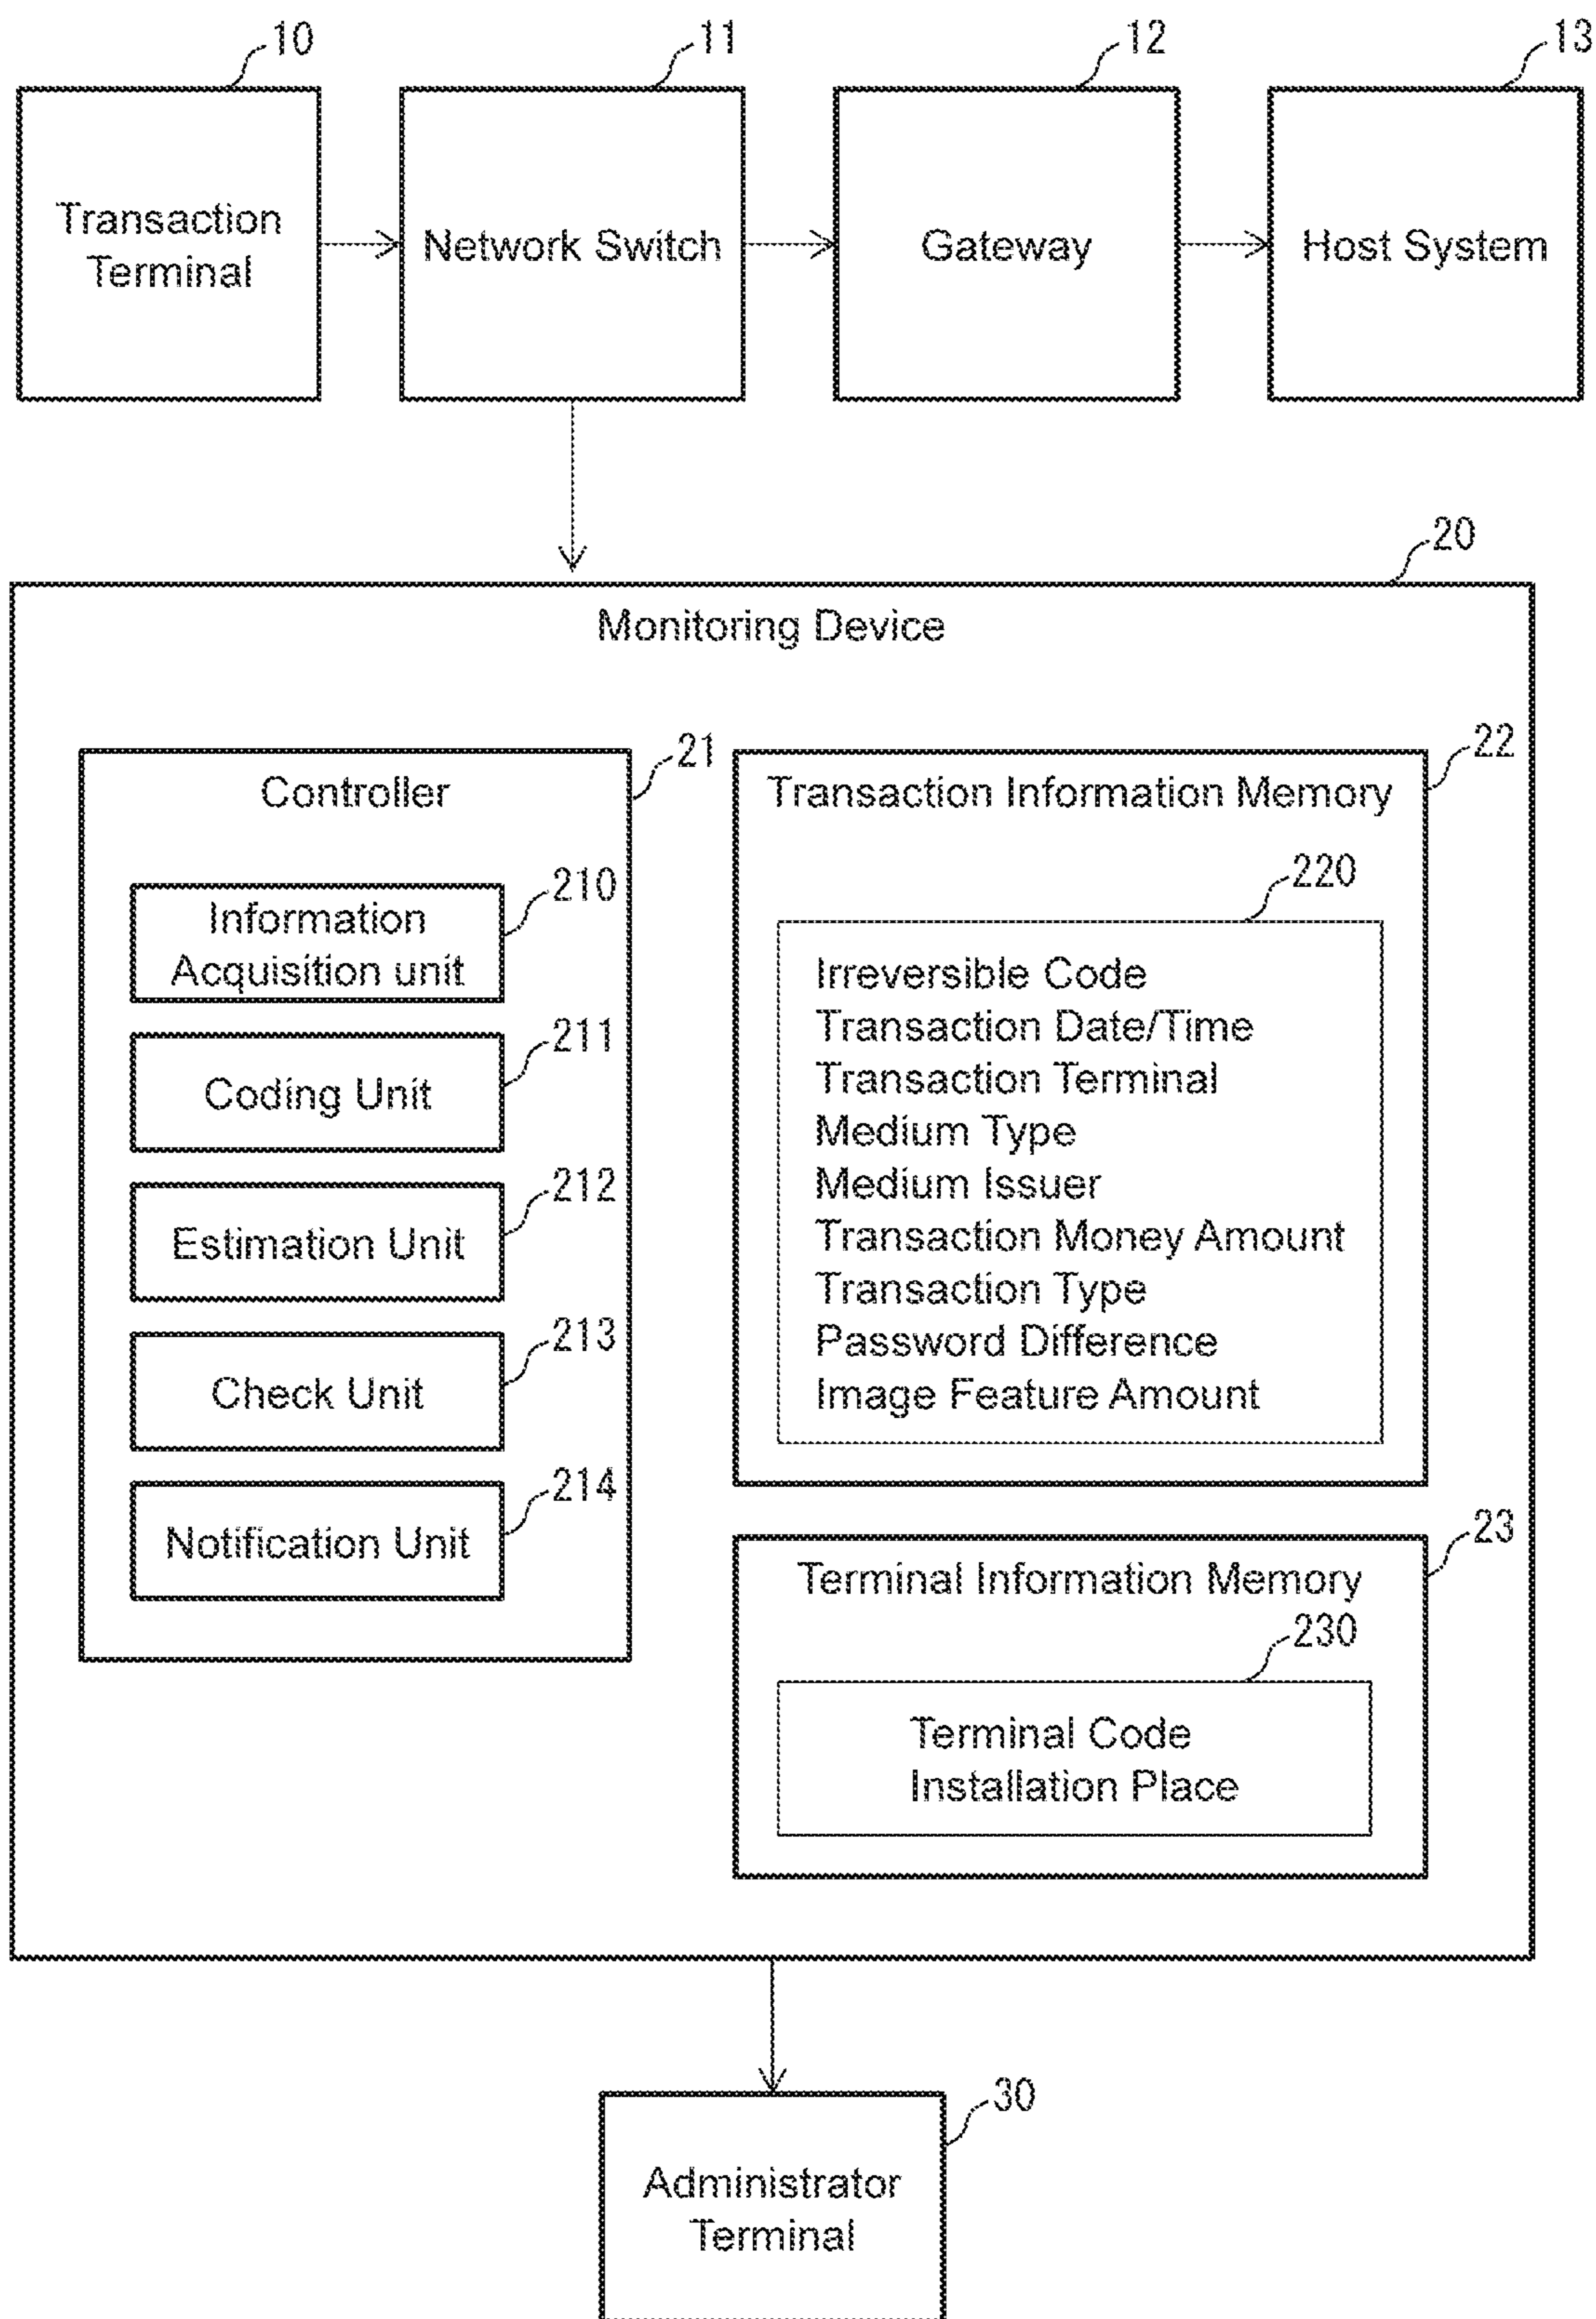 10
11
12
13
Transaction
Terminal
Network Switch
Gateway
Host System
20
Monitoring Device
21
Controller
210
Information
Acquisition unit
211
Coding Unit
212
Estimation Unit
213
Check Unit
214
Notification Unit
22
Transaction Information Memory
220
Irreversible Code
Transaction Date/Time
Transaction Terminal
Medium Type
Medium Issuer
Transaction Money Amount
Transaction Type
Password Difference
Image Feature Amount
23
Terminal Information Memory
230
Terminal Code
Installation Place
30
Administrator
Terminal